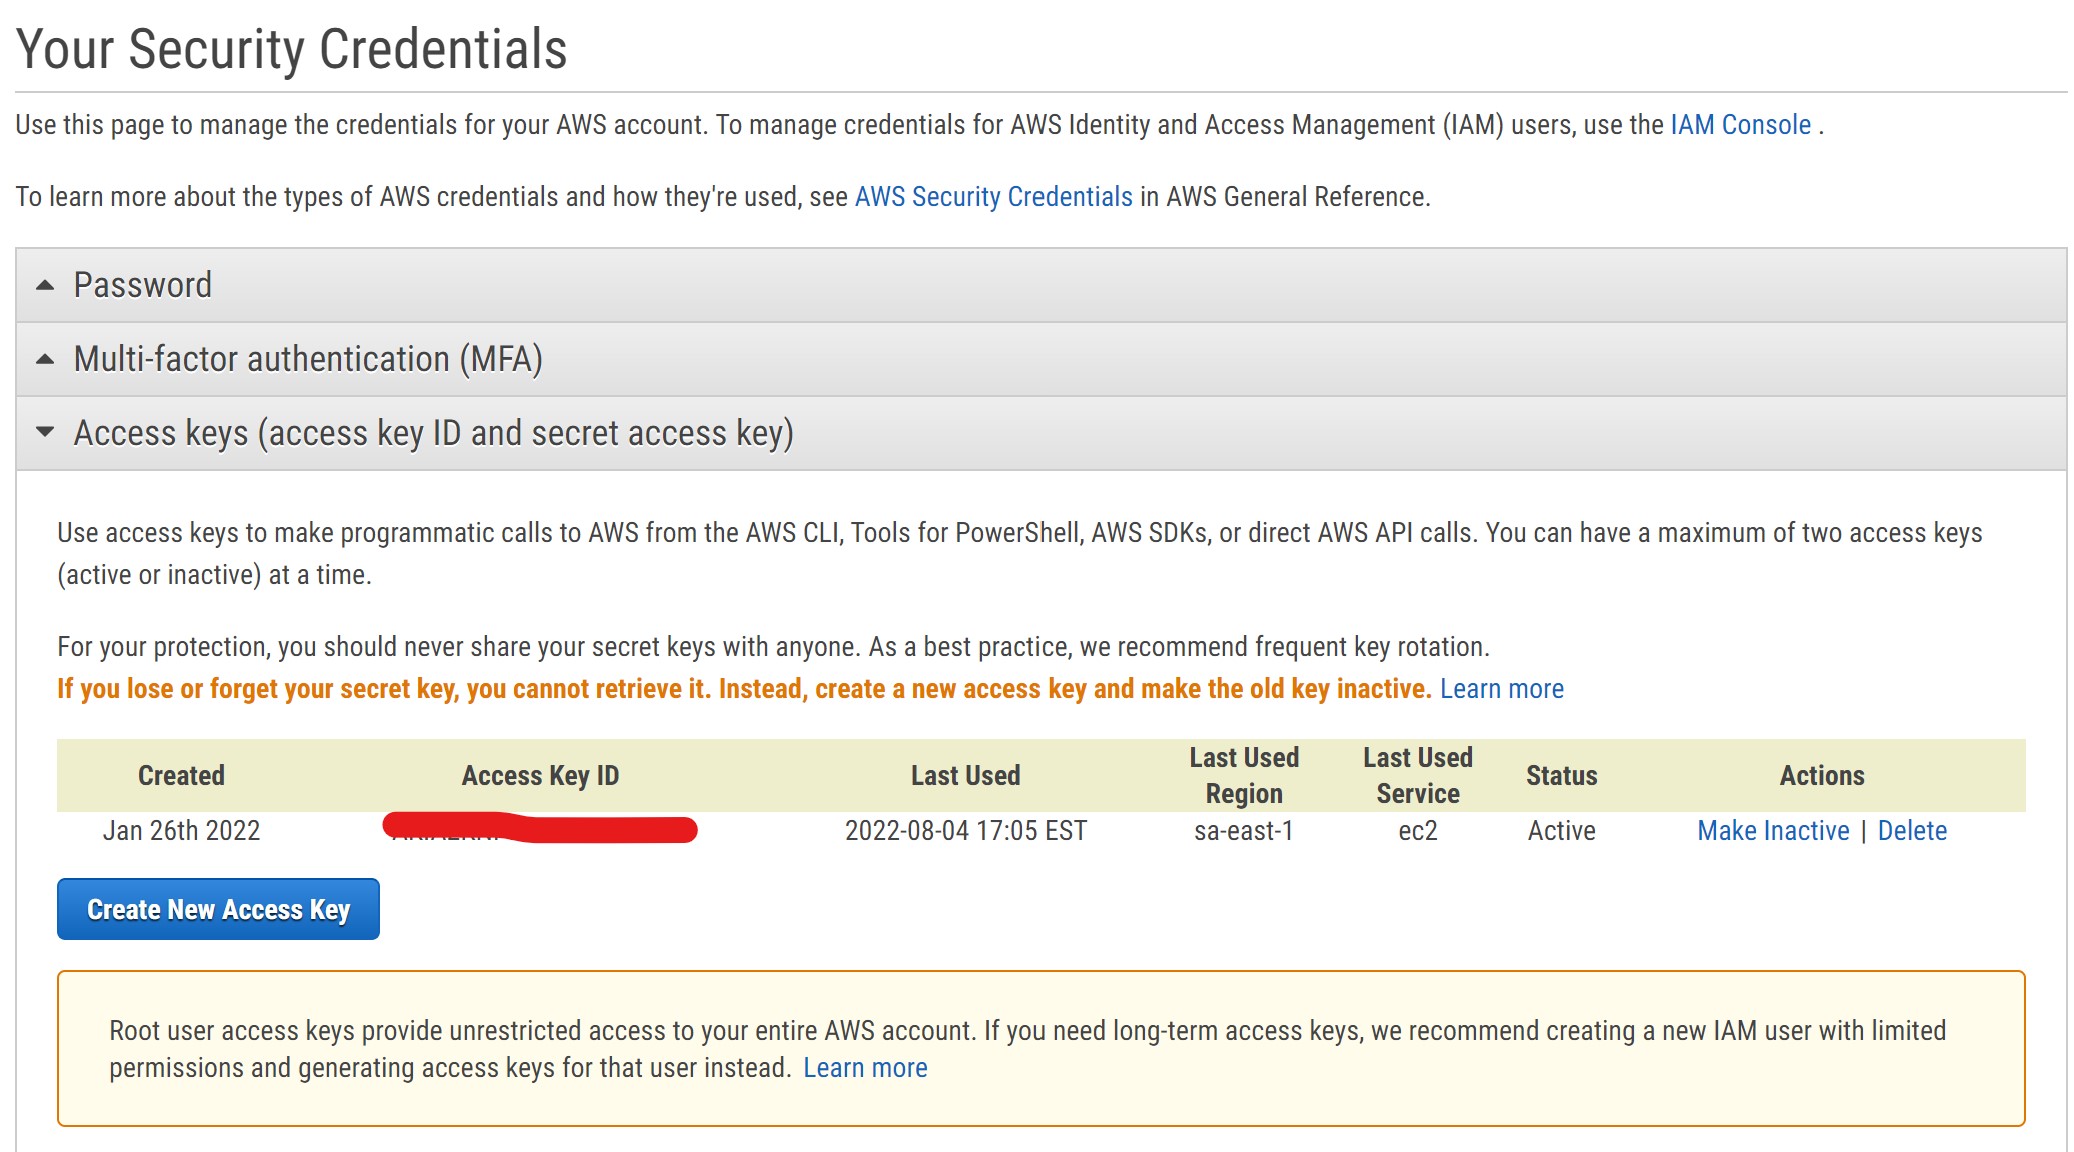 Your Security Credentials
Use this page to manage the credentials for your AWS account. To manage credentials for AWS Identity and Access Management (IAM) users, use the IAM Console .
To learn more about the types of AWS credentials and how they're used, see AWS Security Credentials in AWS General Reference.
Password
Multi-factor authentication (MFA)
Access keys (access key ID and secret access key)
Use access keys to make programmatic calls to AWS from the AWS CLI, Tools for PowerShell, AWS SDKs, or direct AWS API calls. You can have a maximum of two access keys
(active or inactive) at a time.
For your protection, you should never share your secret keys with anyone. As a best practice, we recommend frequent key rotation.
If you lose or forget your secret key, you cannot retrieve it. Instead, create a new access key and make the old key inactive. Learn more
Created Access Key ID Last Used Last Used Region Last Used Service Status Actions
Jan 26th 2022 2022-08-04 17:05 EST sa-east-1 ec2 Active Make Inactive | Delete
Create New Access Key
Root user access keys provide unrestricted access to your entire AWS account. If you need long-term access keys, we recommend creating a new IAM user with limited
permissions and generating access keys for that user instead. Learn more